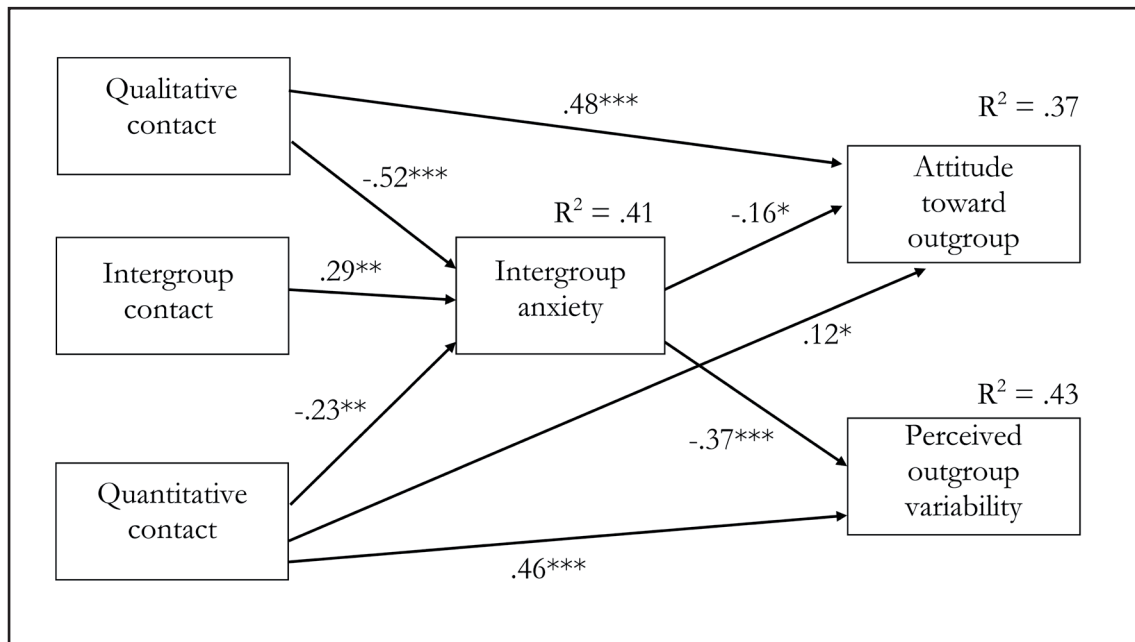 Qualitative
contact
.48***
R² = .37
-.52***
Attitude
toward
outgroup
R² = .41
-.16*
Intergroup
contact
.29**
Intergroup
anxiety
.12*
-.23**
R² = .43
-.37***
Perceived
outgroup
variability
Quantitative
contact
.46***